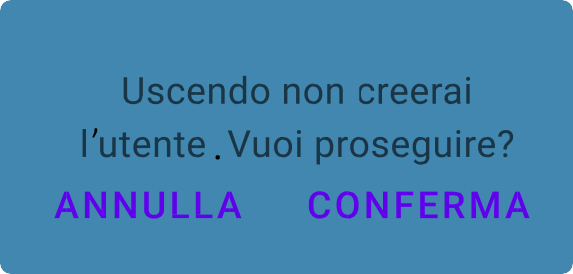 Uscendo non creerai
l'utente .Vuoi proseguire?
ANNULLA CONFERMA